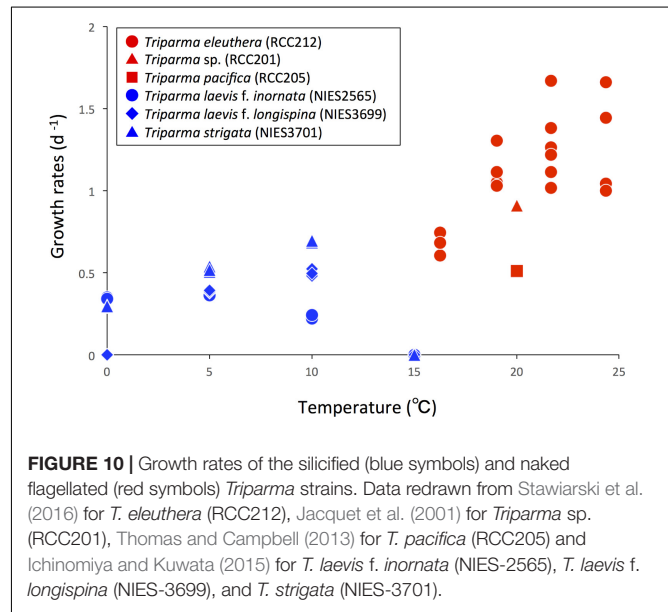 Triparma eleuthera (RCC212)
Triparma sp. (RCC201)
Triparma pacifica (RCC205)
Triparma laevis f. inornata (NIES2565)
Triparma laevis f. longispina (NIES3699)
Triparma strigata (NIES3701)
2
1.5
1
0.5
0
Growth rates (d -1)
0 5 10 15 20 25
Temperature (℃)
FIGURE 10 | Growth rates of the silicified (blue symbols) and naked
flagellated (red symbols) Triparma strains. Data redrawn from Stawiarski et al.
(2016) for T. eleuthera (RCC212), Jacquet et al. (2001) for Triparma sp.
(RCC201), Thomas and Campbell (2013) for T. pacifica (RCC205) and
Ichinomiya and Kuwata (2015) for T. laevis f. inornata (NIES-2565), T. laevis f.
longispina (NIES-3699), and T. strigata (NIES-3701).